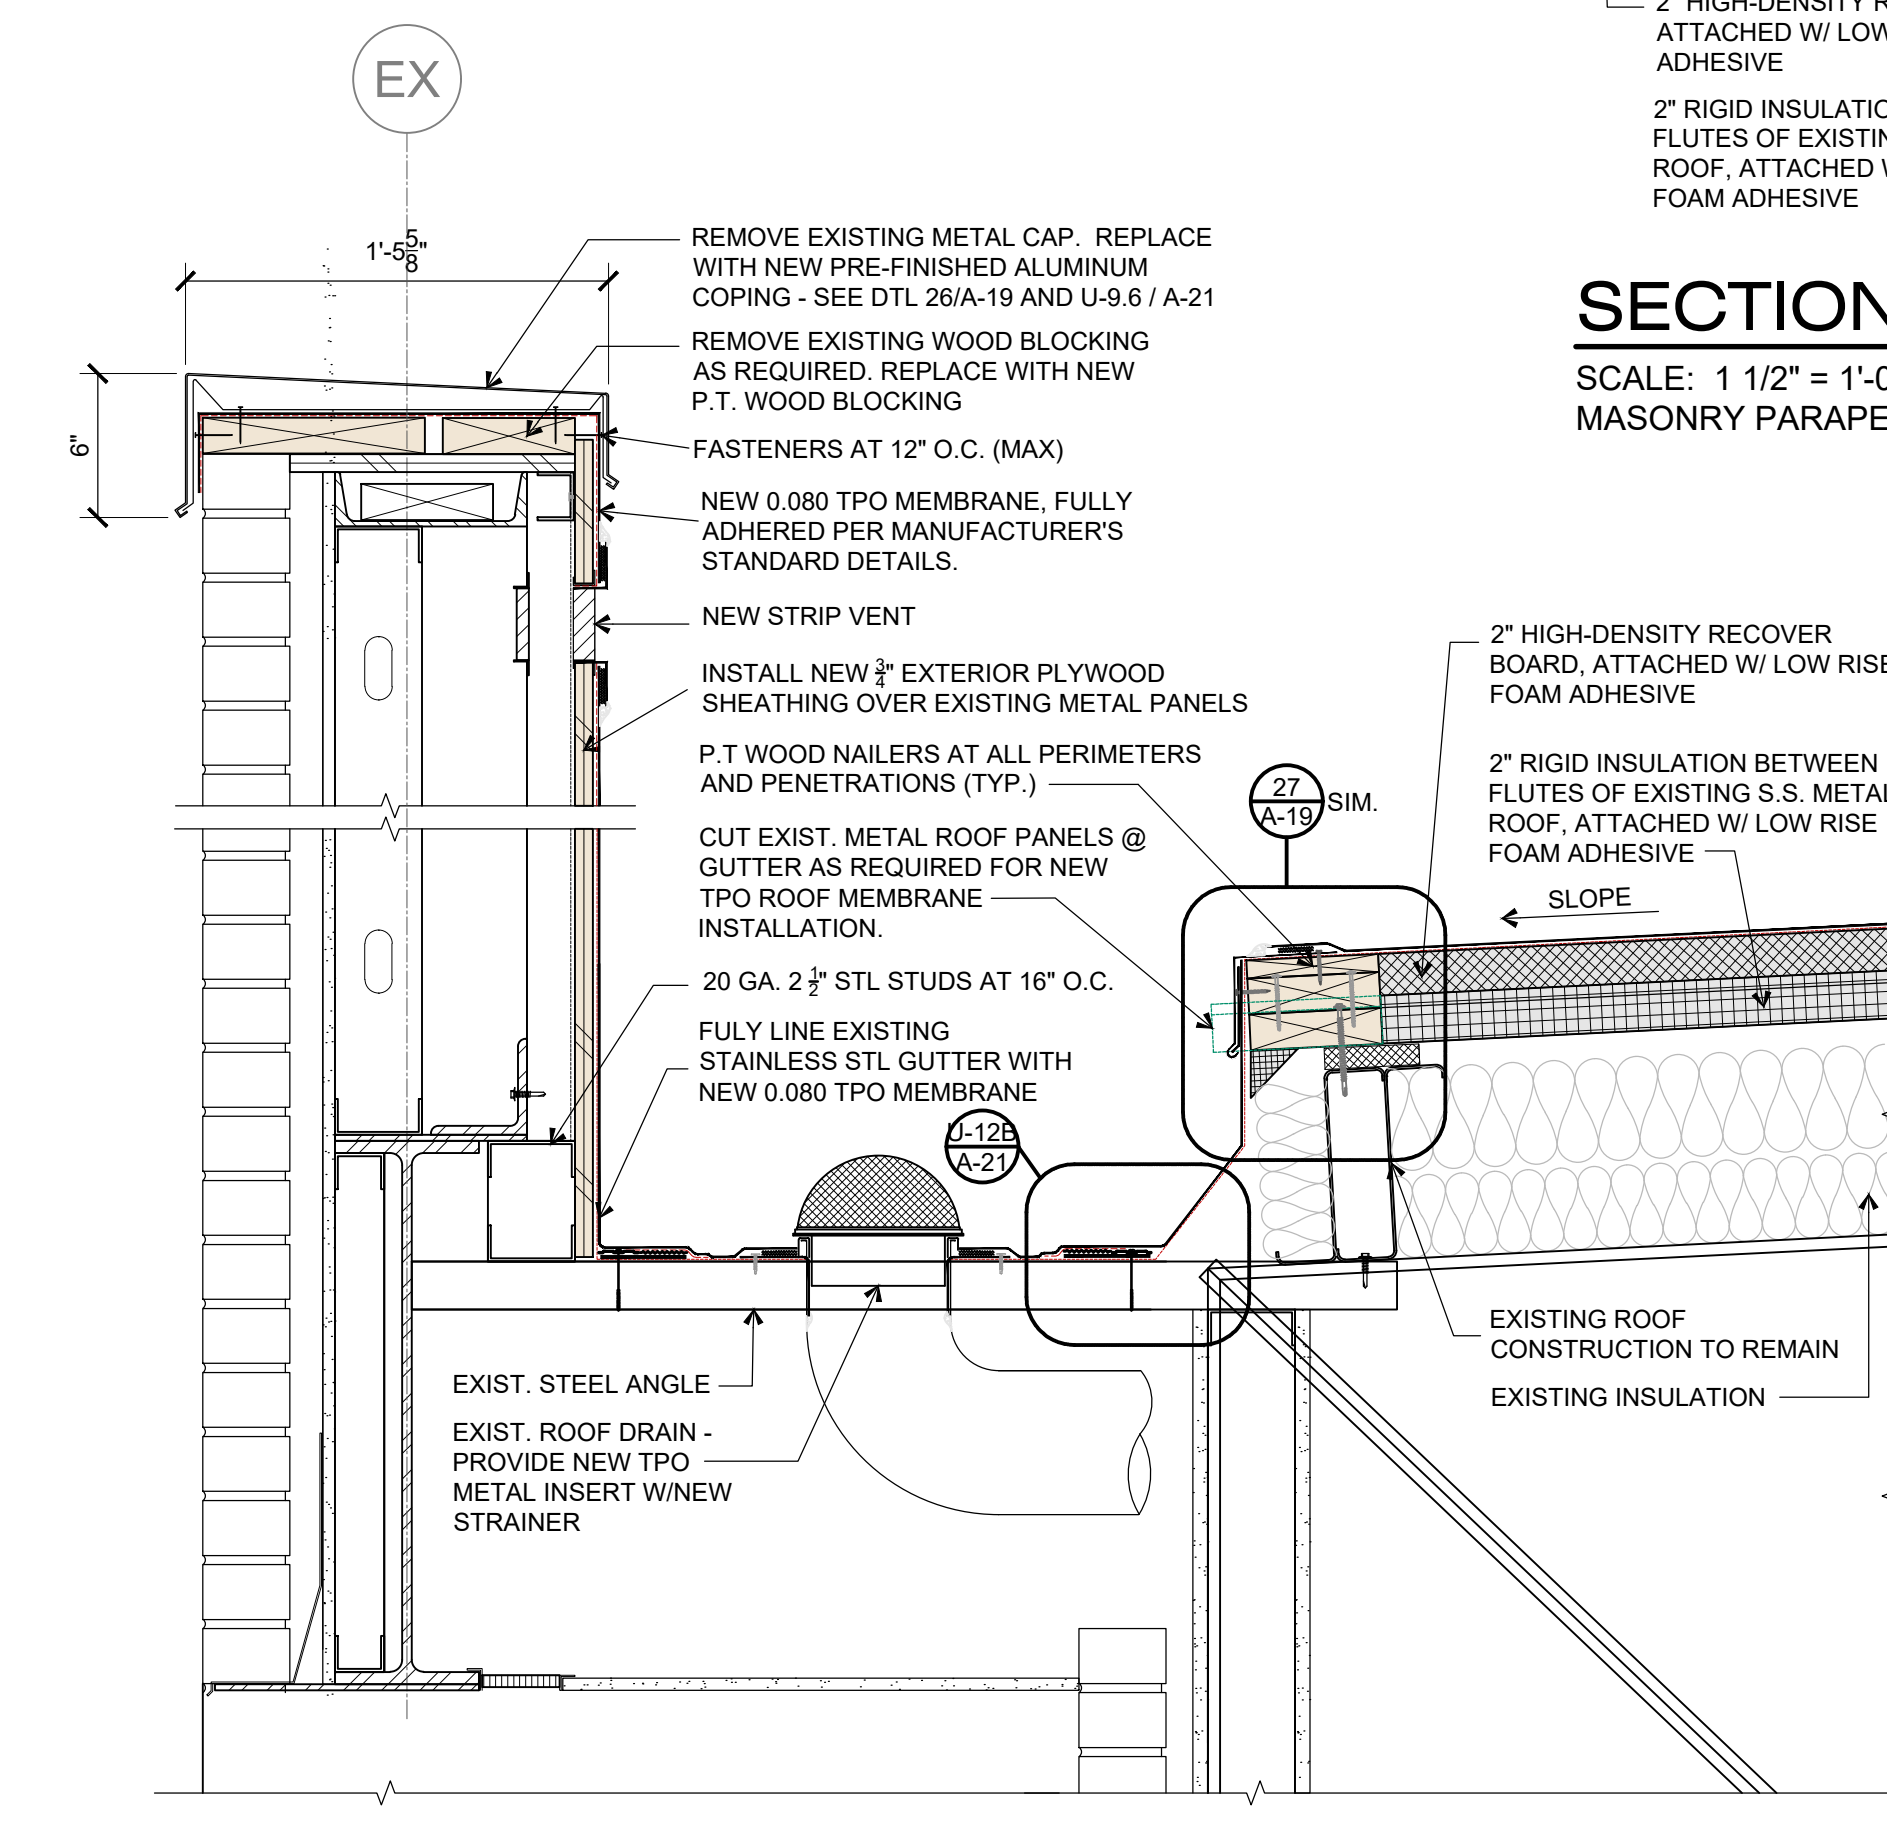 EX
2" HIGH-DENSITY
ATTACHED W/ LOW
ADHESIVE
2" RIGID
FLUTES OF
ROOF, ATTACHED
FOAM ADHESIVE
SECTION
SCALE: 1 1/2" = 1'-0
MASONRY
1'-5 5/8"
6"
REMOVE EXISTING METAL CAP. REPLACE
WITH NEW PRE-FINISHED ALUMINUM
COPING - SEE DTL 26/A-19 AND U-9.6 / A-21
REMOVE EXISTING WOOD BLOCKING
AS REQUIRED. REPLACE WITH NEW
P.T. WOOD BLOCKING
FASTENERS AT 12" O.C. (MAX)
NEW 0.080 TPO MEMBRANE, FULLY
ADHERED PER MANUFACTURER'S
STANDARD DETAILS.
NEW STRIP VENT
INSTALL NEW 3/4" EXTERIOR PLYWOOD
SHEATHING OVER EXISTING METAL PANELS
P.T WOOD NAILERS AT ALL PERIMETERS
AND PENETRATIONS (TYP.)
CUT EXIST. METAL ROOF PANELS @
GUTTER AS REQUIRED FOR NEW
TPO ROOF MEMBRANE
INSTALLATION.
20 GA. 2 1/2" STL STUDS AT 16" O.C.
FULY LINE EXISTING
STAINLESS STL GUTTER WITH
NEW 0.080 TPO MEMBRANE
27
A-19
SIM.
U-12B
A-21
2" HIGH-DENSITY RECOVER
BOARD, ATTACHED W/ LOW RISE
FOAM ADHESIVE
2" RIGID INSULATION BETWEEN
FLUTES OF EXISTING S.S. METAL
ROOF, ATTACHED W/ LOW RISE
FOAM ADHESIVE
SLOPE
EXISTING ROOF
CONSTRUCTION TO REMAIN
EXISTING INSULATION
EXIST. STEEL ANGLE
EXIST. ROOF DRAIN -
PROVIDE NEW TPO
METAL INSERT W/NEW
STRAINER